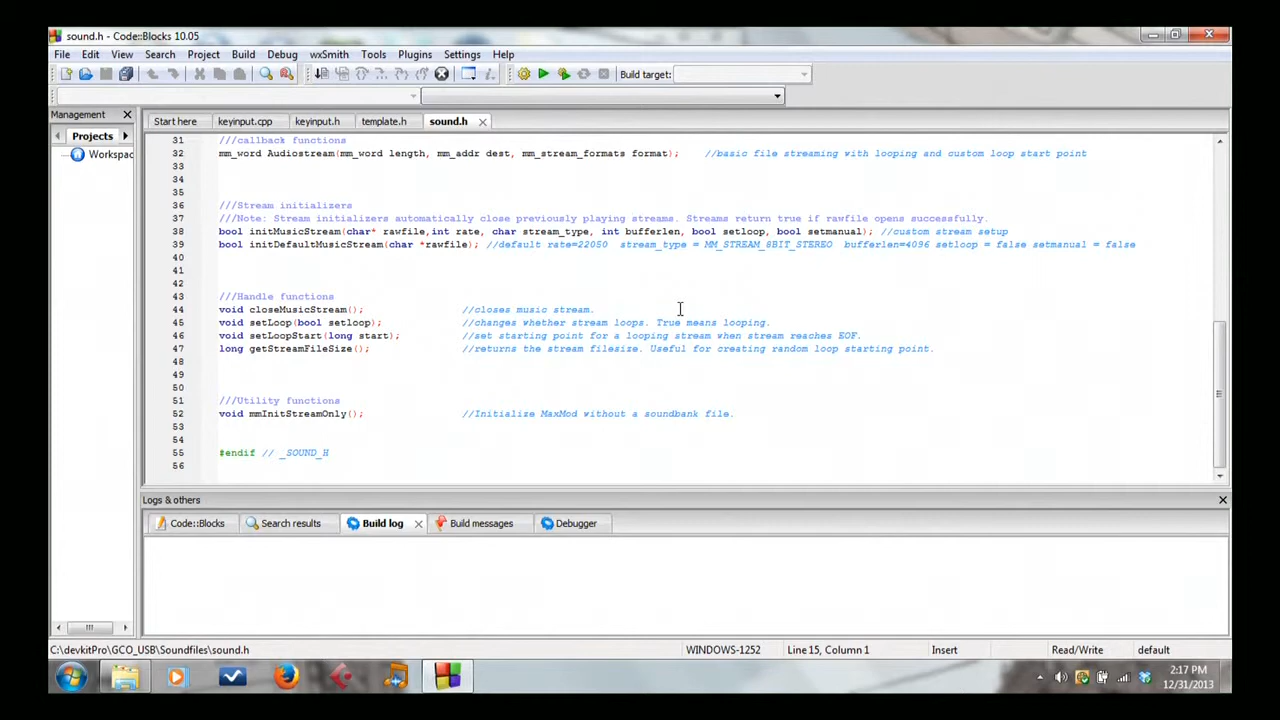 sound.h - Code::Blocks 10.05
File Edit View Search Project Build Debug wxSmith Tools Plugins Settings Help
Build target:
Management
Start here keyinput.cpp keyinput.h template.h sound.h
Projects
Workspac
31 ///callback functions
32 mm_word Audiostream(mm_word length, mm_addr dest, mm_stream_formats format); //basic file streaming with looping and custom loop start point
33
34
35
36 ///Stream initializers
37 ///Note: Stream initializers automatically close previously playing streams. Streams return true if rawfile opens successfully.
38 bool initMusicStream(char* rawfile,int rate, char stream_type, int bufferlen, bool setloop, bool setmanual); //custom stream setup
39 bool initDefaultMusicStream(char *rawfile); //default rate=22050 stream_type = MM_STREAM_8BIT_STEREO bufferlen=4096 setloop = false setmanual = false
40
41
42
43 ///Handle functions
44 void closeMusicStream(); //closes music stream.
45 void setLoop(bool setloop); //changes whether stream loops. True means looping.
46 void setLoopStart(long start); //set starting point for a looping stream when stream reaches EOF.
47 long getStreamFileSize(); //returns the stream filesize. Useful for creating random loop starting point.
48
49
50
51 ///Utility functions
52 void mmInitStreamOnly(); //Initialize MaxMod without a soundbank file.
53
54
55 #endif // _SOUND_H
56
Logs & others
Code::Blocks Search results Build log Build messages Debugger
C:\devkitPro\GCO_USB\Soundfiles\sound.h WINDOWS-1252 Line 15, Column 1 Insert Read/Write default
2:17 PM
12/31/2013